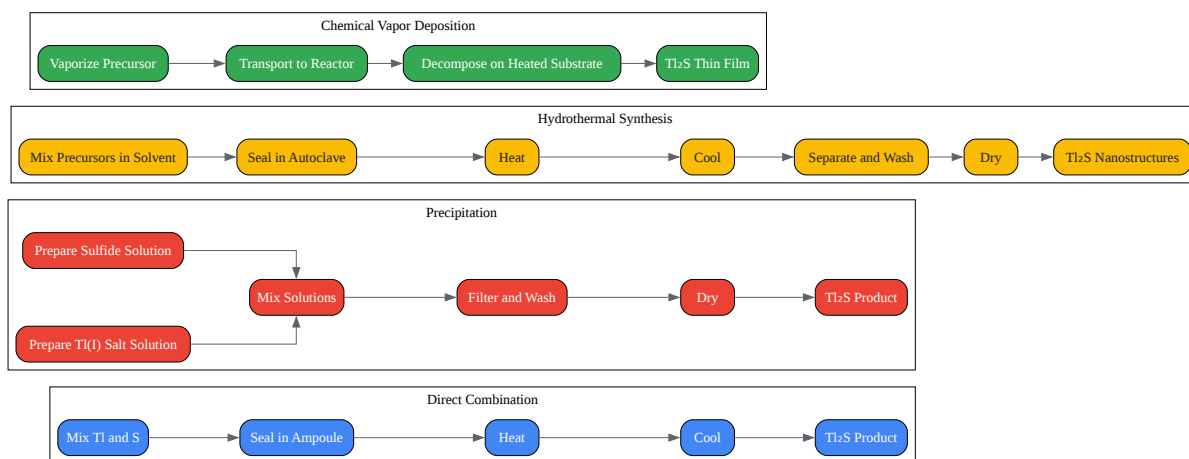 Chemical Vapor Deposition
Vaporize Precursor
Transport to Reactor
Decompose on Heated Substrate
Tl₂S Thin Film
Hydrothermal Synthesis
Mix Precursors in Solvent
Seal in Autoclave
Heat
Cool
Separate and Wash
Dry
Tl₂S Nanostructures
Precipitation
Prepare Sulfide Solution
Prepare Tl(I) Salt Solution
Mix Solutions
Filter and Wash
Dry
Tl₂S Product
Direct Combination
Mix Tl and S
Seal in Ampoule
Heat
Cool
Tl₂S Product